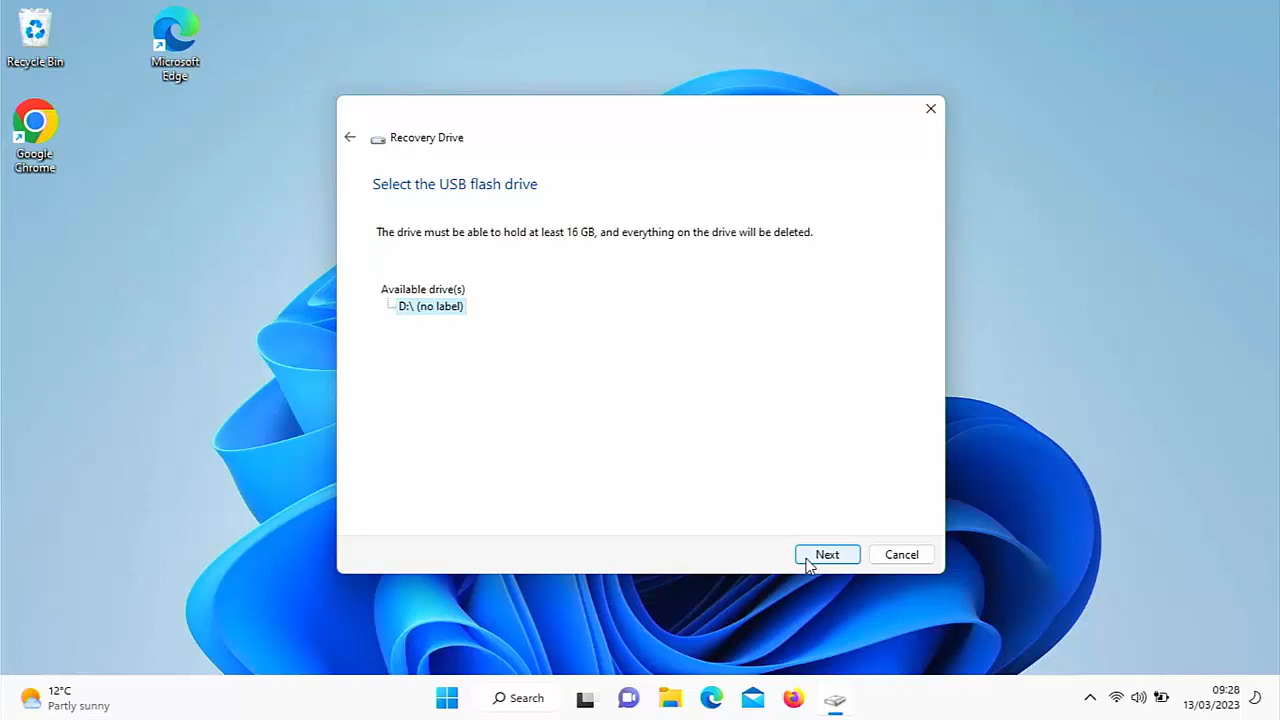 Recycle Bin
Microsoft
Edge
Google
Chrome
Recovery Drive
Select the USB flash drive
The drive must be able to hold at least 16 GB, and everything on the drive will be deleted.
Available drive(s)
D:\ (no label)
Next
Cancel
12°C
Partly sunny
Search
09:28
13/03/2023